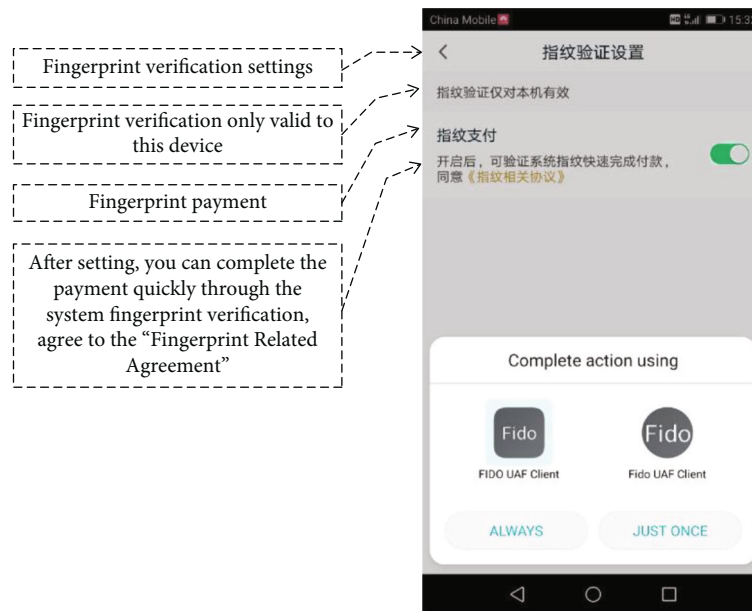 China Mobile
HD 15:32
指纹验证设置
Fingerprint verification settings
指纹验证仅对本机有效
Fingerprint verification only valid to
this device
指纹支付
开启后，可验证系统指纹快速完成付款，
同意《指纹相关协议》
Fingerprint payment
After setting, you can complete the
payment quickly through the
system fingerprint verification,
agree to the “Fingerprint Related
Agreement”
Complete action using
Fido
Fido
FIDO UAF Client
Fido UAF Client
ALWAYS
JUST ONCE